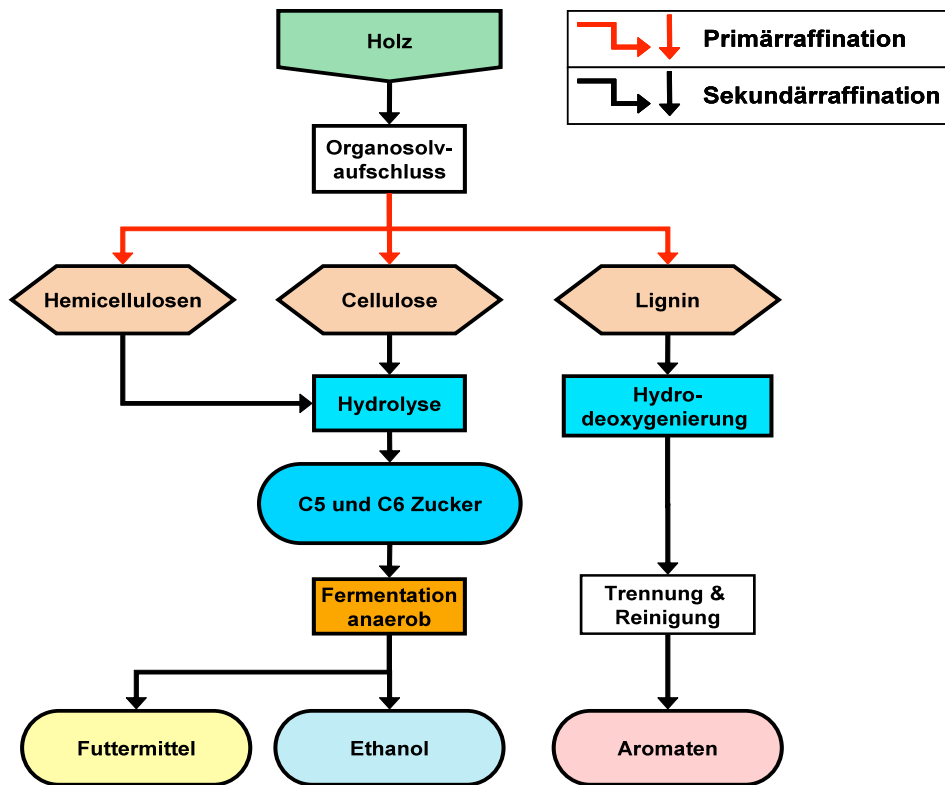 Holz
Primärraffination
Sekundärraffination
Organosolv-
aufschluss
Hemicellulosen
Cellulose
Lignin
Hydrolyse
Hydro-
deoxygenierung
C5 und C6 Zucker
Fermentation
anaerob
Trennung &
Reinigung
Futtermittel
Ethanol
Aromaten